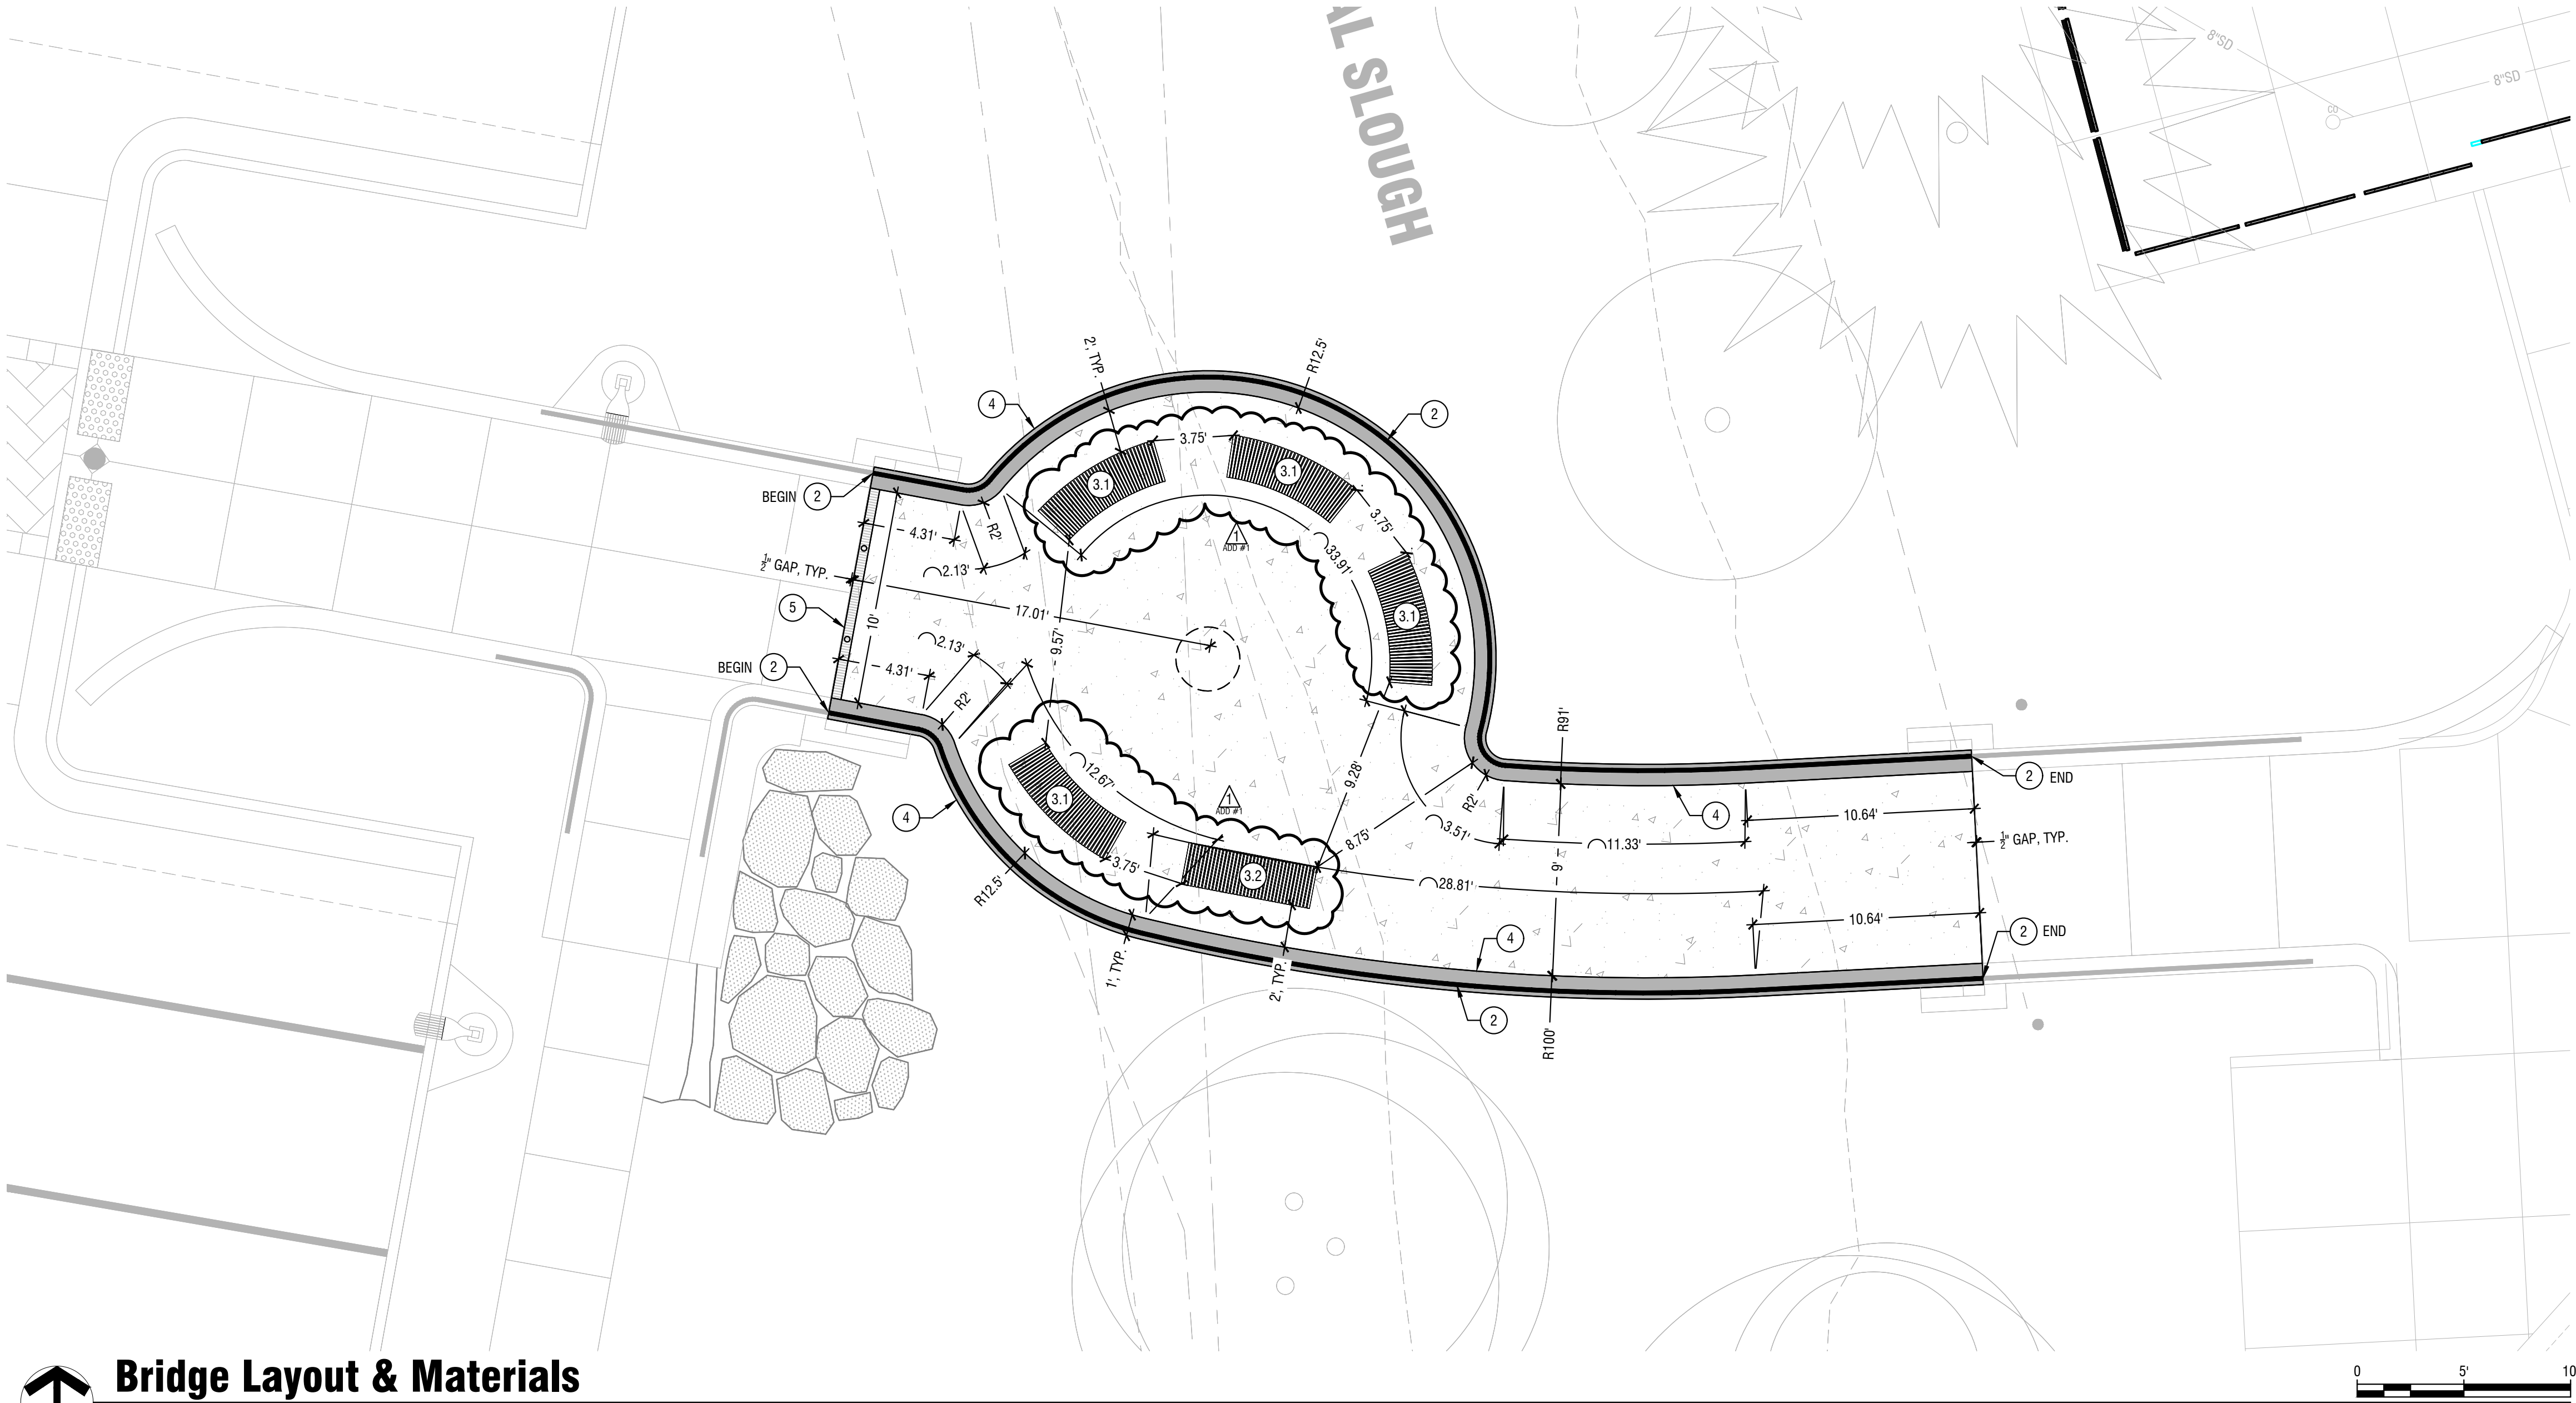 AL SLOUGH
8"SD
8"SD
CO
2', TYP.
R12.5'
4
2
3.75'
3.1
3.1
BEGIN 2
4.31'
R2'
3.75'
1
ADD #1
33.91'
½" GAP, TYP.
2.13'
5
10'
17.01'
3.1
2.13'
9.57'
BEGIN 2
4.31'
R2'
R91'
12.67'
9.28'
2 END
3.1
1
ADD #1
R2'
4
4
10.64'
8.75'
3.51'
11.33'
½" GAP, TYP.
3.75'
3.2
9'
28.81'
R12.5'
10.64'
2 END
4
1', TYP.
2', TYP.
2
R100'
Bridge Layout & Materials
0 5' 10